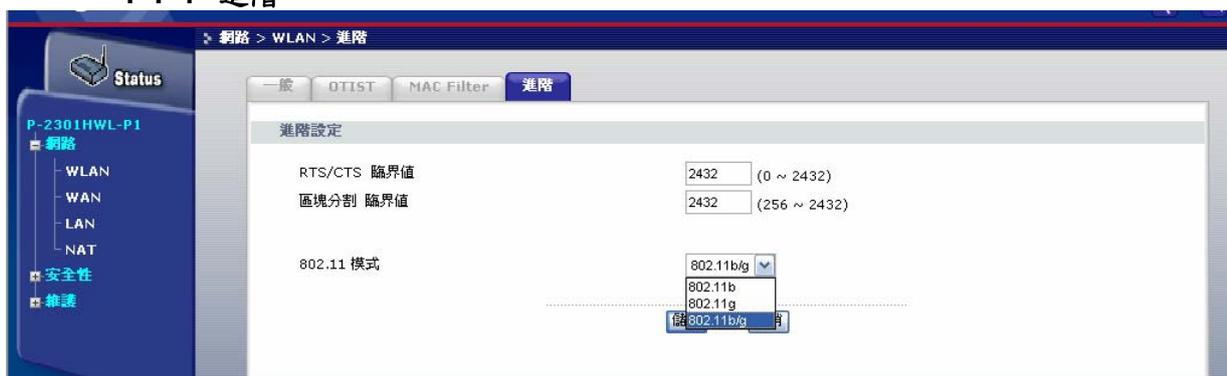 網路 > WLAN > 進階
Status
一般 OTIST MAC Filter 進階
P-2301HWL-P1
網路
WLAN
WAN
LAN
NAT
安全性
維護
進階設定
RTS/CTS 臨界值 2432 (0 ~ 2432)
區塊分割 臨界值 2432 (256 ~ 2432)
802.11 模式 802.11b/g
802.11b
802.11g
802.11b/g